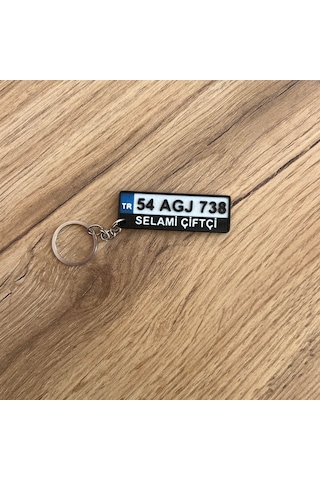 TR 54 AGJ 738
SELAMİ ÇİFTÇİ